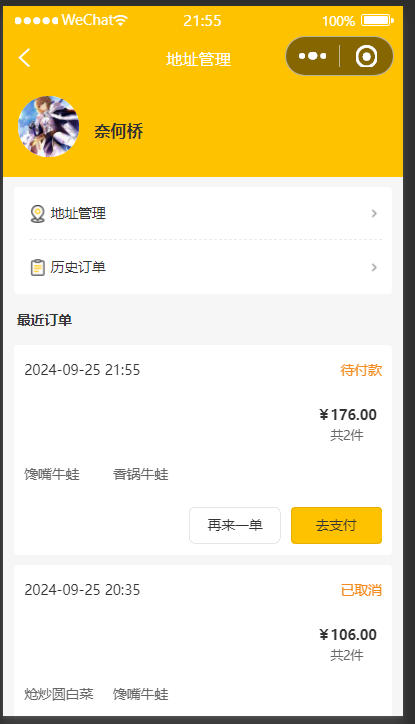 WeChat 21:55 100%
地址管理
奈何桥
地址管理
历史订单
最近订单
2024-09-25 21:55 待付款
￥176.00
共2件
馋嘴牛蛙 香锅牛蛙
再来一单 去支付
2024-09-25 20:35 已取消
￥106.00
共2件
炝炒圆白菜 馋嘴牛蛙